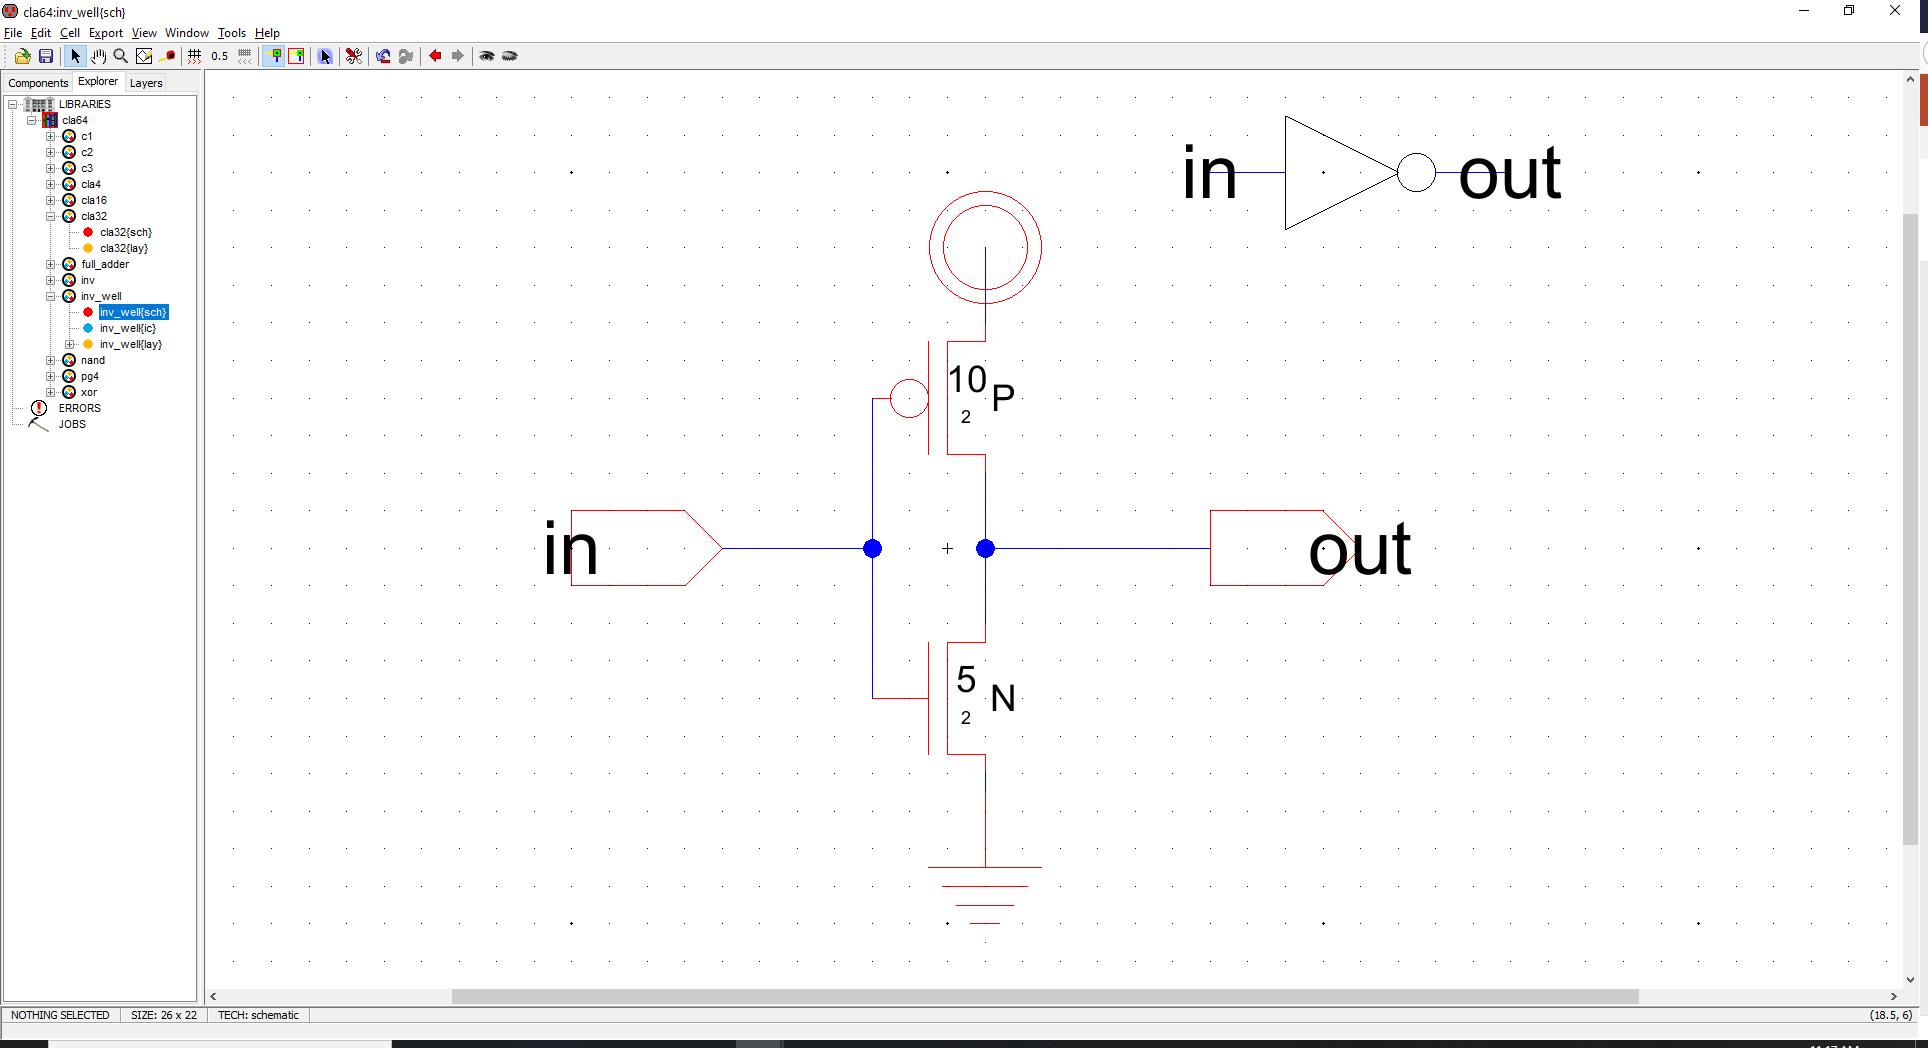 cla64:inv_well{sch}
File Edit Cell Export View Window Tools Help
0.5
Components Explorer Layers
LIBRARIES
cla64
c1
c2
c3
cla4
cla16
cla32
cla32{sch}
cla32{lay}
full_adder
inv
inv_well
inv_well{sch}
inv_well{ic}
inv_well{lay}
nand
pg4
xor
ERRORS
JOBS
in out
10 P
2
in out
5 N
2
NOTHING SELECTED SIZE: 26 x 22 TECH: schematic (18.5, 6)